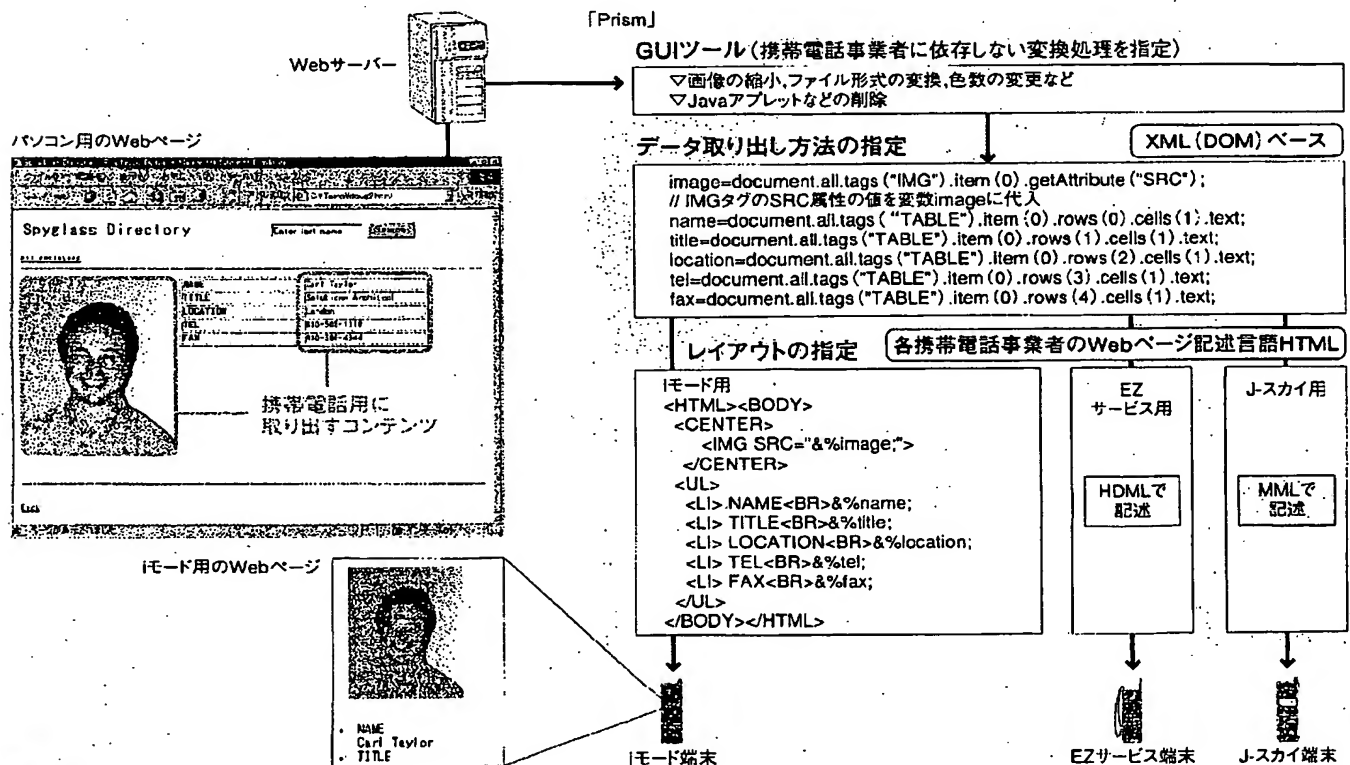 「Prism」
GUIツール(携帯電話事業者に依存しない変換処理を指定)
Webサーバー
▽画像の縮小,ファイル形式の変換,色数の変更など
▽Javaアプレットなどの削除
パソコン用のWebページ
データ取り出し方法の指定
XML(DOM)ベース
image=document.all.tags("IMG").item(0).getAttribute("SRC");
// IMGタグのSRC属性の値を変数imageに代入
name=document.all.tags("TABLE").item(0).rows(0).cells(1).text;
title=document.all.tags("TABLE").item(0).rows(1).cells(1).text;
location=document.all.tags("TABLE").item(0).rows(2).cells(1).text;
tel=document.all.tags("TABLE").item(0).rows(3).cells(1).text;
fax=document.all.tags("TABLE").item(0).rows(4).cells(1).text;
Spyglass Directory
Enter last name
NAME Carl Taylor
TITLE Solutions Architect
LOCATION London
TEL
FAX
携帯電話用に
取り出すコンテンツ
レイアウトの指定
各携帯電話事業者のWebページ記述言語HTML
iモード用
<HTML><BODY>
<CENTER>
<IMG SRC="&%image;">
</CENTER>
<UL>
<LI> NAME<BR>&%name;
<LI> TITLE<BR>&%title;
<LI> LOCATION<BR>&%location;
<LI> TEL<BR>&%tel;
<LI> FAX<BR>&%fax;
</UL>
</BODY></HTML>
EZ
サービス用
HDMLで
記述
J-スカイ用
MMLで
記述
iモード用のWebページ
NAME
Carl Taylor
TITLE
iモード端末
EZサービス端末
J-スカイ端末